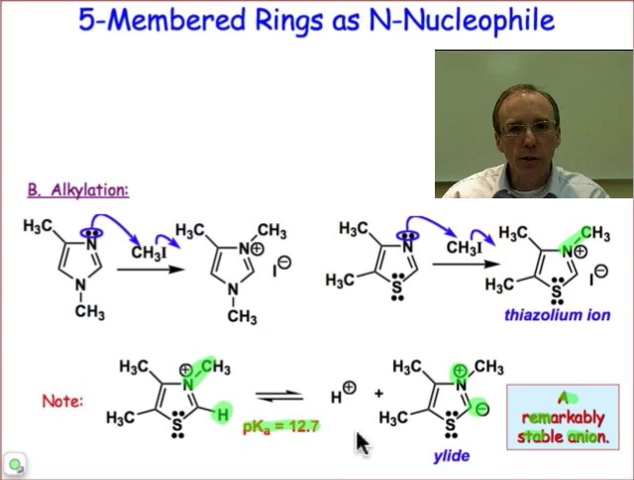 5-Membered Rings as N-Nucleophile
B. Alkylation:
H₃C N CH₃I H₃C CH₃ N⊕ I⊖
N N
CH₃ CH₃
H₃C N CH₃I H₃C CH₃ N⊕
H₃C S H₃C S I⊖
thiazolium ion
Note:
H₃C ⊕ CH₃ N H
H₃C S
pKa = 12.7
H⊕ +
H₃C ⊕ CH₃ N ⊖
H₃C S
ylide
A
remarkably
stable anion.